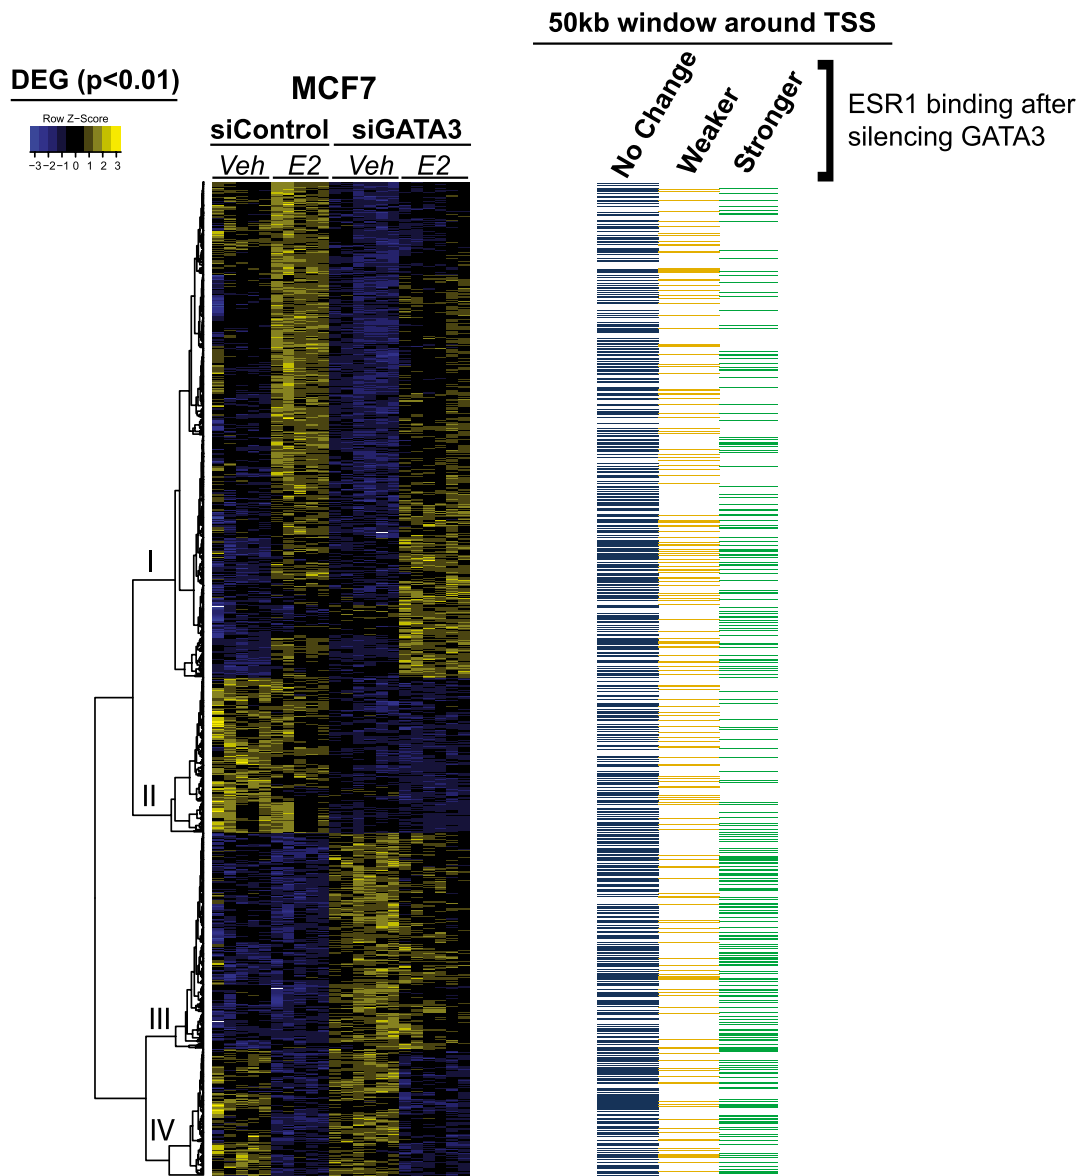 50kb window around TSS
DEG (p<0.01)
Row Z−Score
−3−2−1 0 1 2 3
MCF7
siControl siGATA3
Veh E2 Veh E2
No Change
Weaker
Stronger
ESR1 binding after
silencing GATA3
I
II
III
IV